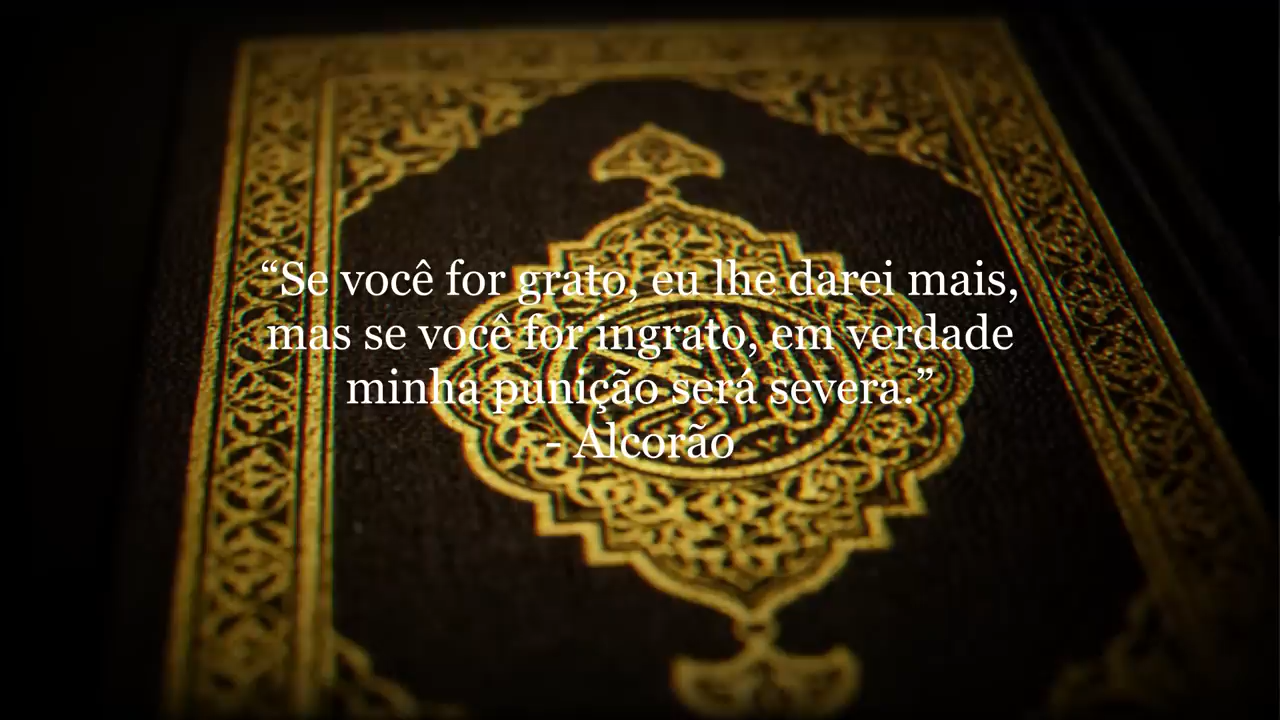 “Se você for grato, eu lhe darei mais,
mas se você for ingrato, em verdade
minha punição será severa.”
- Alcorão